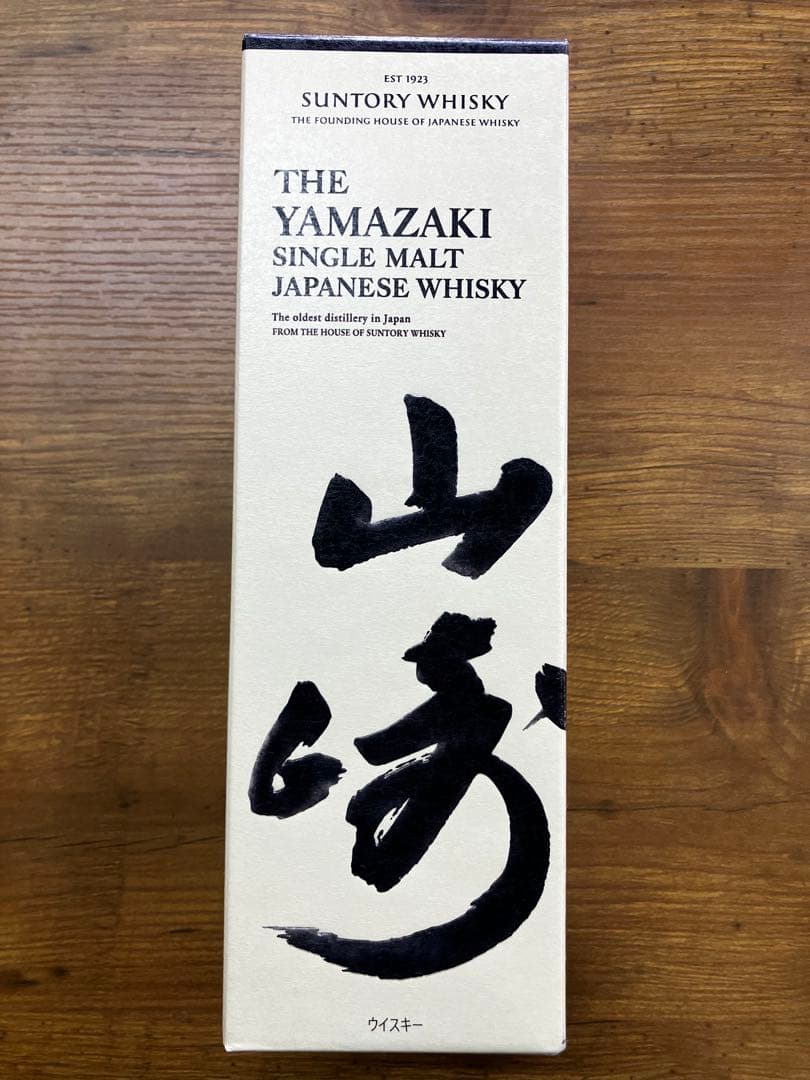 EST 1923
SUNTORY WHISKY
THE FOUNDING HOUSE OF JAPANESE WHISKY
THE
YAMAZAKI
SINGLE MALT
JAPANESE WHISKY
The oldest distillery in Japan
FROM THE HOUSE OF SUNTORY WHISKY
山
崎
ウイスキー